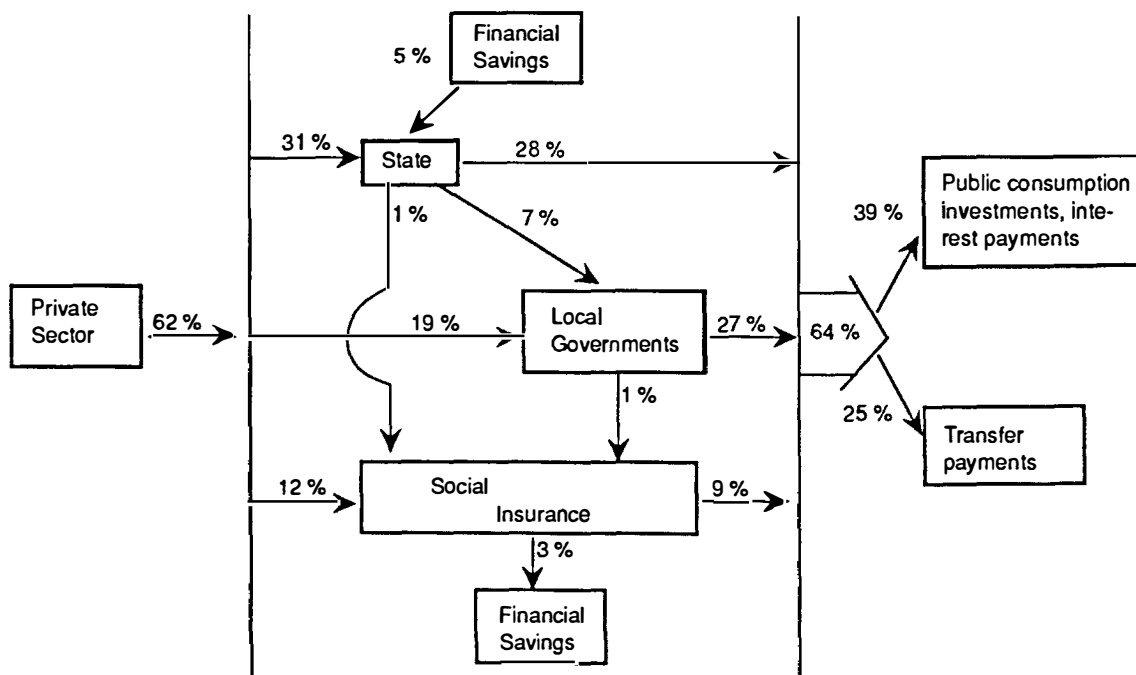 Financial
Savings
5 %
31 %
State
28 %
1 %
7 %
Public consumption
investments, inte-
rest payments
39 %
Private
Sector
62 %
19 %
Local
Governments
27 %
64 %
1 %
25 %
Transfer
payments
12 %
Social
Insurance
9 %
3 %
Financial
Savings